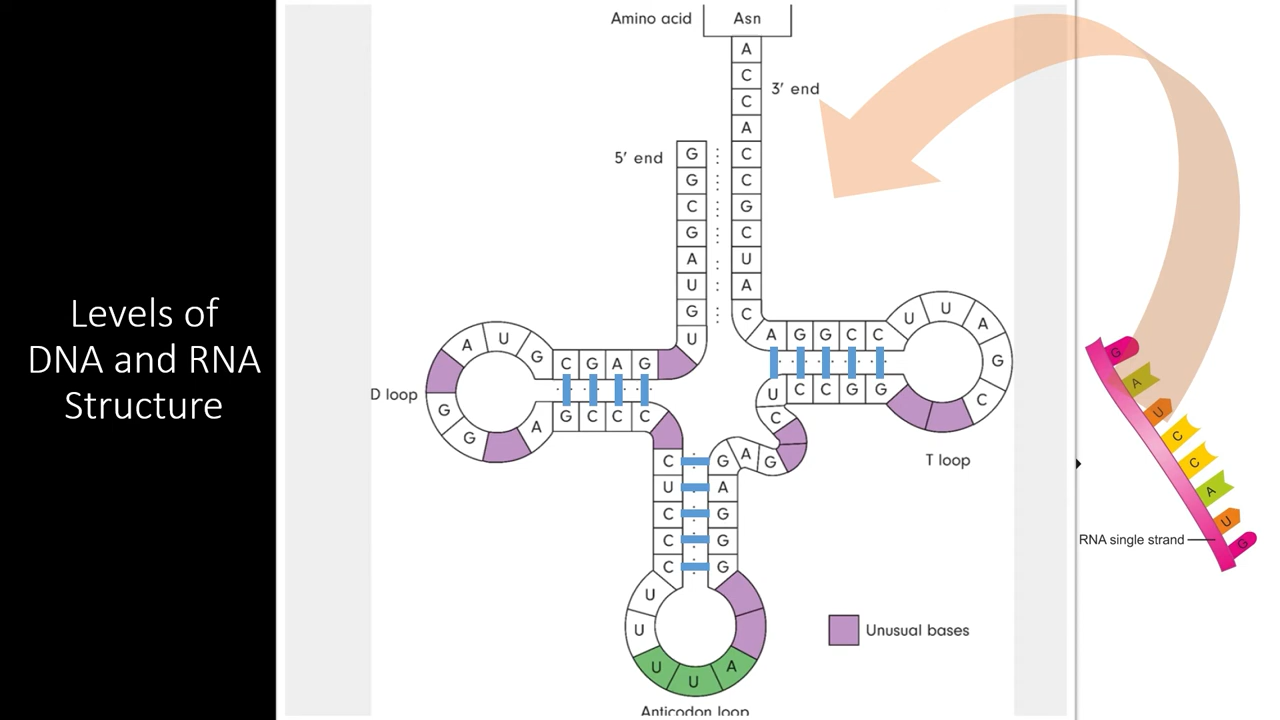 Levels of
DNA and RNA
Structure
Amino acid
Asn
A
C
C
3′ end
A
5′ end
G
C
G
C
C
G
G
C
A
U
U
A
G
C
U
A
U
G
C
G
A
G
G
G
A
G
C
C
C
A
G
G
C
C
U
U
A
G
C
U
C
C
G
G
C
D loop
T loop
C
U
C
C
C
G
A
G
G
A
G
G
G
U
U
U
U
A
Anticodon loop
Unusual bases
G
A
U
C
C
A
U
G
RNA single strand